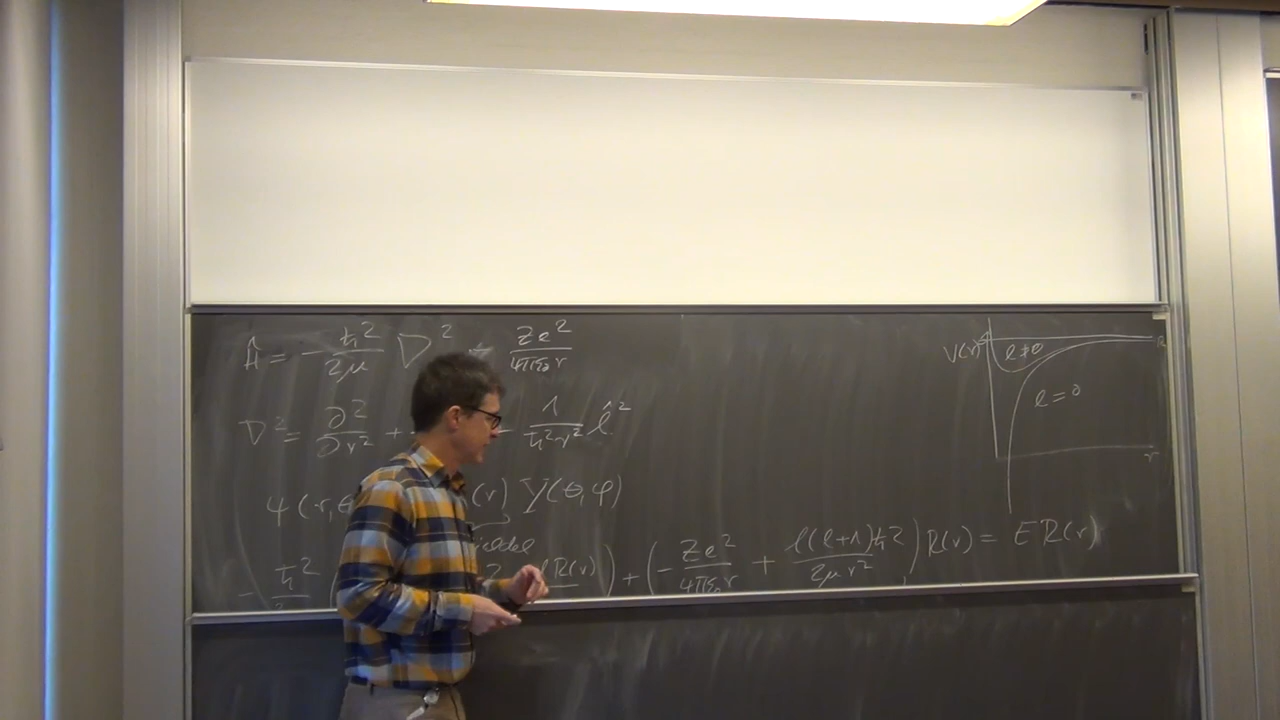 Ĥ = - ħ²/2μ ∇² - Ze²/4πε₀r
∇² = ∂²/∂r² + - 1/ħ²r² l̂²
ψ(r,θ (r) Y(θ,φ)
- ħ² R(r)) + (- Ze²/4πε₀r + l(l+1)ħ²/2μr²) R(r) = E R(r)
V(r)
l≠0
l=0
r